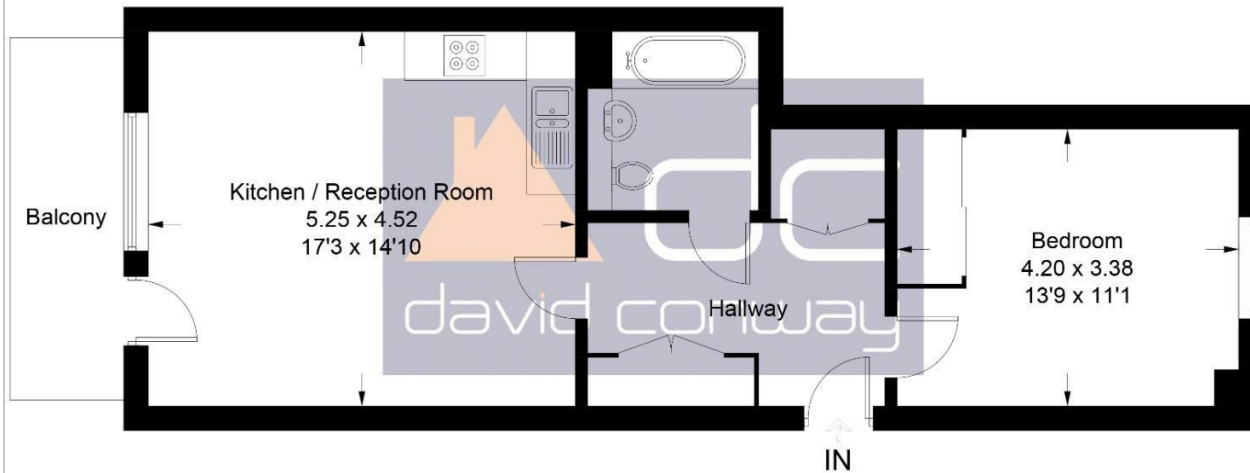 Balcony
Kitchen / Reception Room
5.25 x 4.52
17'3 x 14'10
dc
david conway
Hallway
Bedroom
4.20 x 3.38
13'9 x 11'1
IN